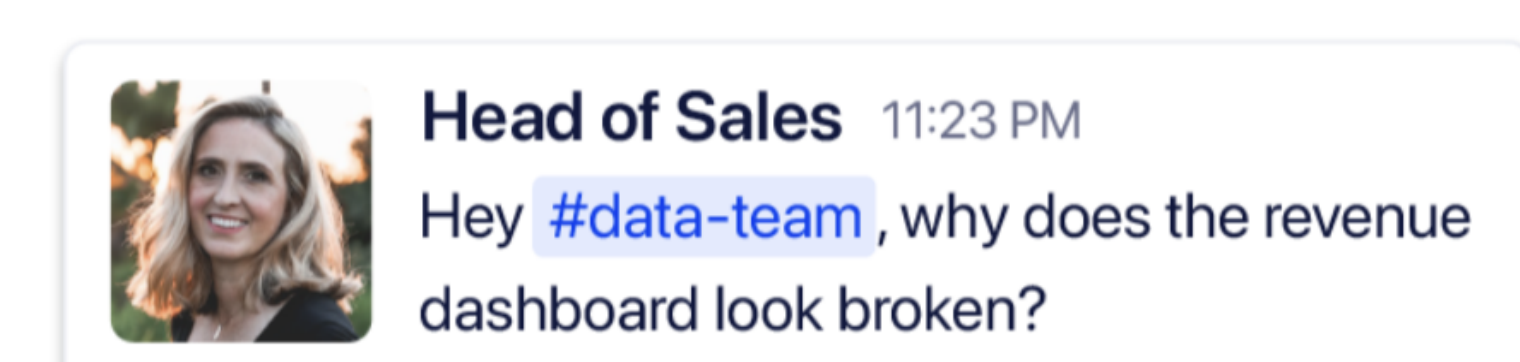 Head of Sales 11:23 PM
Hey #data-team, why does the revenue
dashboard look broken?